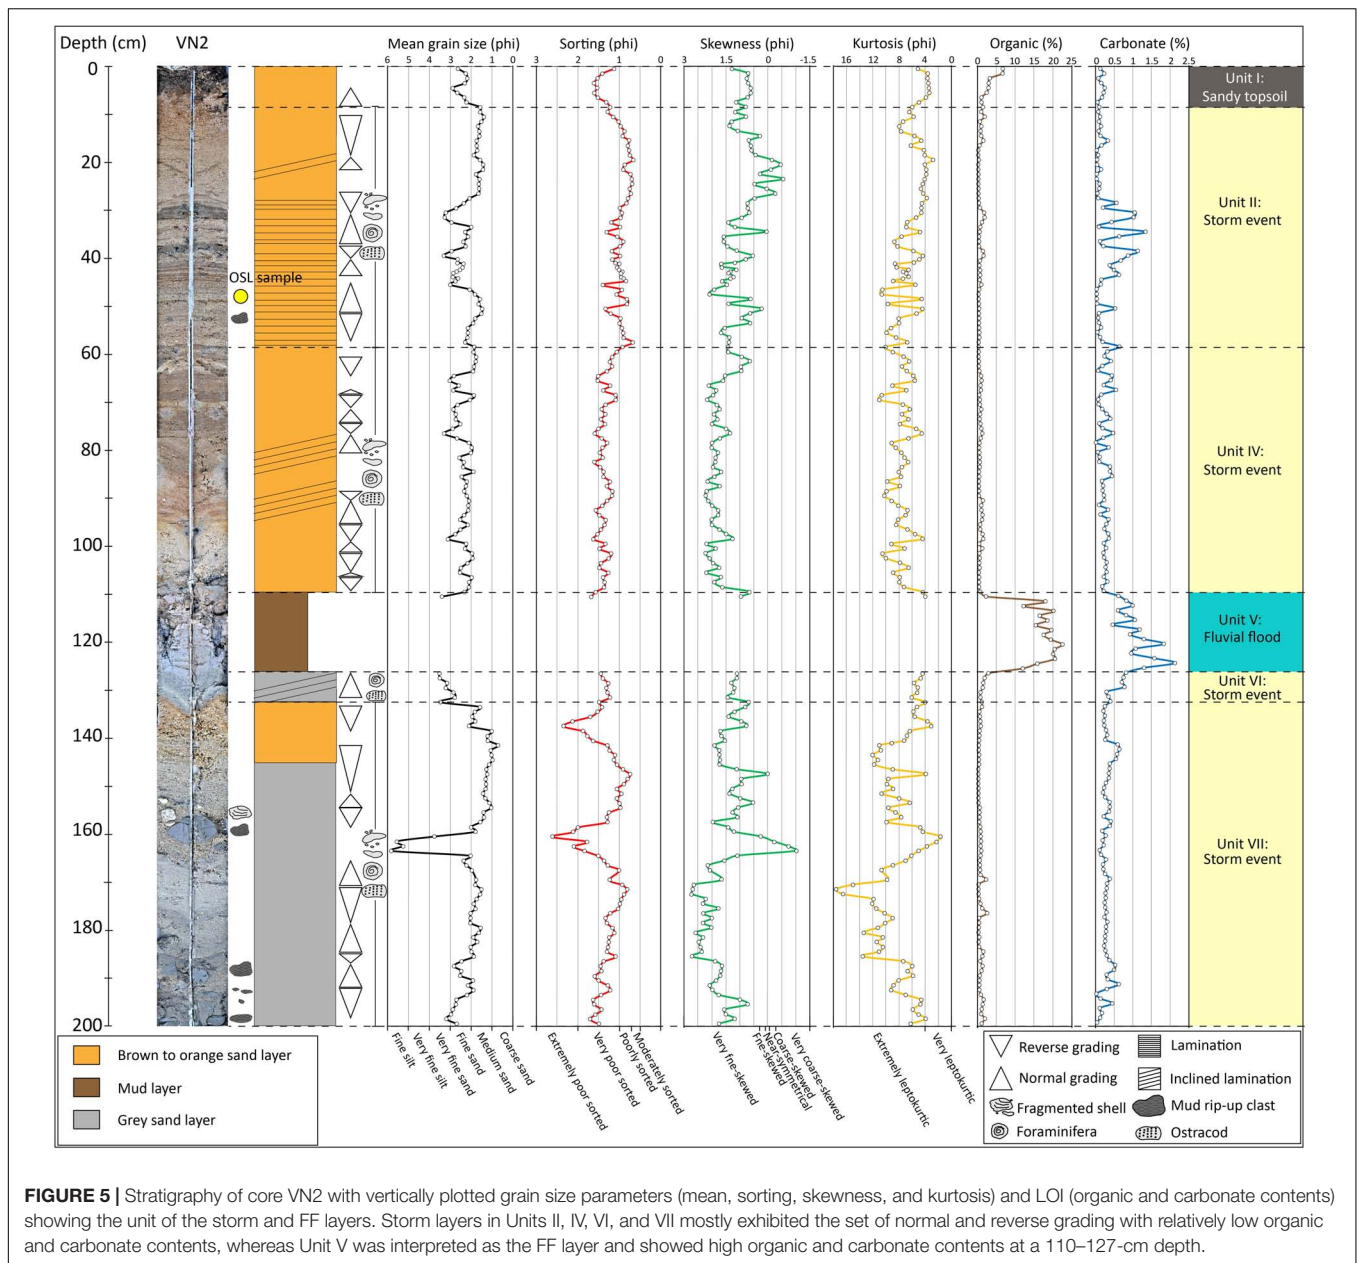 Depth (cm) VN2 Mean grain size (phi) Sorting (phi) Skewness (phi) Kurtosis (phi) Organic (%) Carbonate (%)
6 5 4 3 2 1 0 3 2 1 0 3 1.5 0 -1.5 16 12 8 4 0 0 5 10 15 20 25 0 0.5 1 1.5 2 2.5
0
Unit I:
Sandy topsoil
20
Unit II:
Storm event
40
OSL sample
60
Unit IV:
Storm event
80
100
120
Unit V:
Fluvial flood
Unit VI:
Storm event
140
160
Unit VII:
Storm event
180
200
Fine silt
Very fine silt
Very fine sand
Fine sand
Medium sand
Coarse sand
Extremely poor sorted
Very poor sorted
Poorly sorted
Moderately sorted
Very fne-skewed
Fne-skewed
Near-symmetrical
Coarse-skewed
Very coarse-skewed
Extremely leptokurtic
Very leptokurtic
Brown to orange sand layer
Mud layer
Grey sand layer
Reverse grading Lamination
Normal grading Inclined lamination
Fragmented shell Mud rip-up clast
Foraminifera Ostracod
FIGURE 5 | Stratigraphy of core VN2 with vertically plotted grain size parameters (mean, sorting, skewness, and kurtosis) and LOI (organic and carbonate contents)
showing the unit of the storm and FF layers. Storm layers in Units II, IV, VI, and VII mostly exhibited the set of normal and reverse grading with relatively low organic
and carbonate contents, whereas Unit V was interpreted as the FF layer and showed high organic and carbonate contents at a 110–127-cm depth.